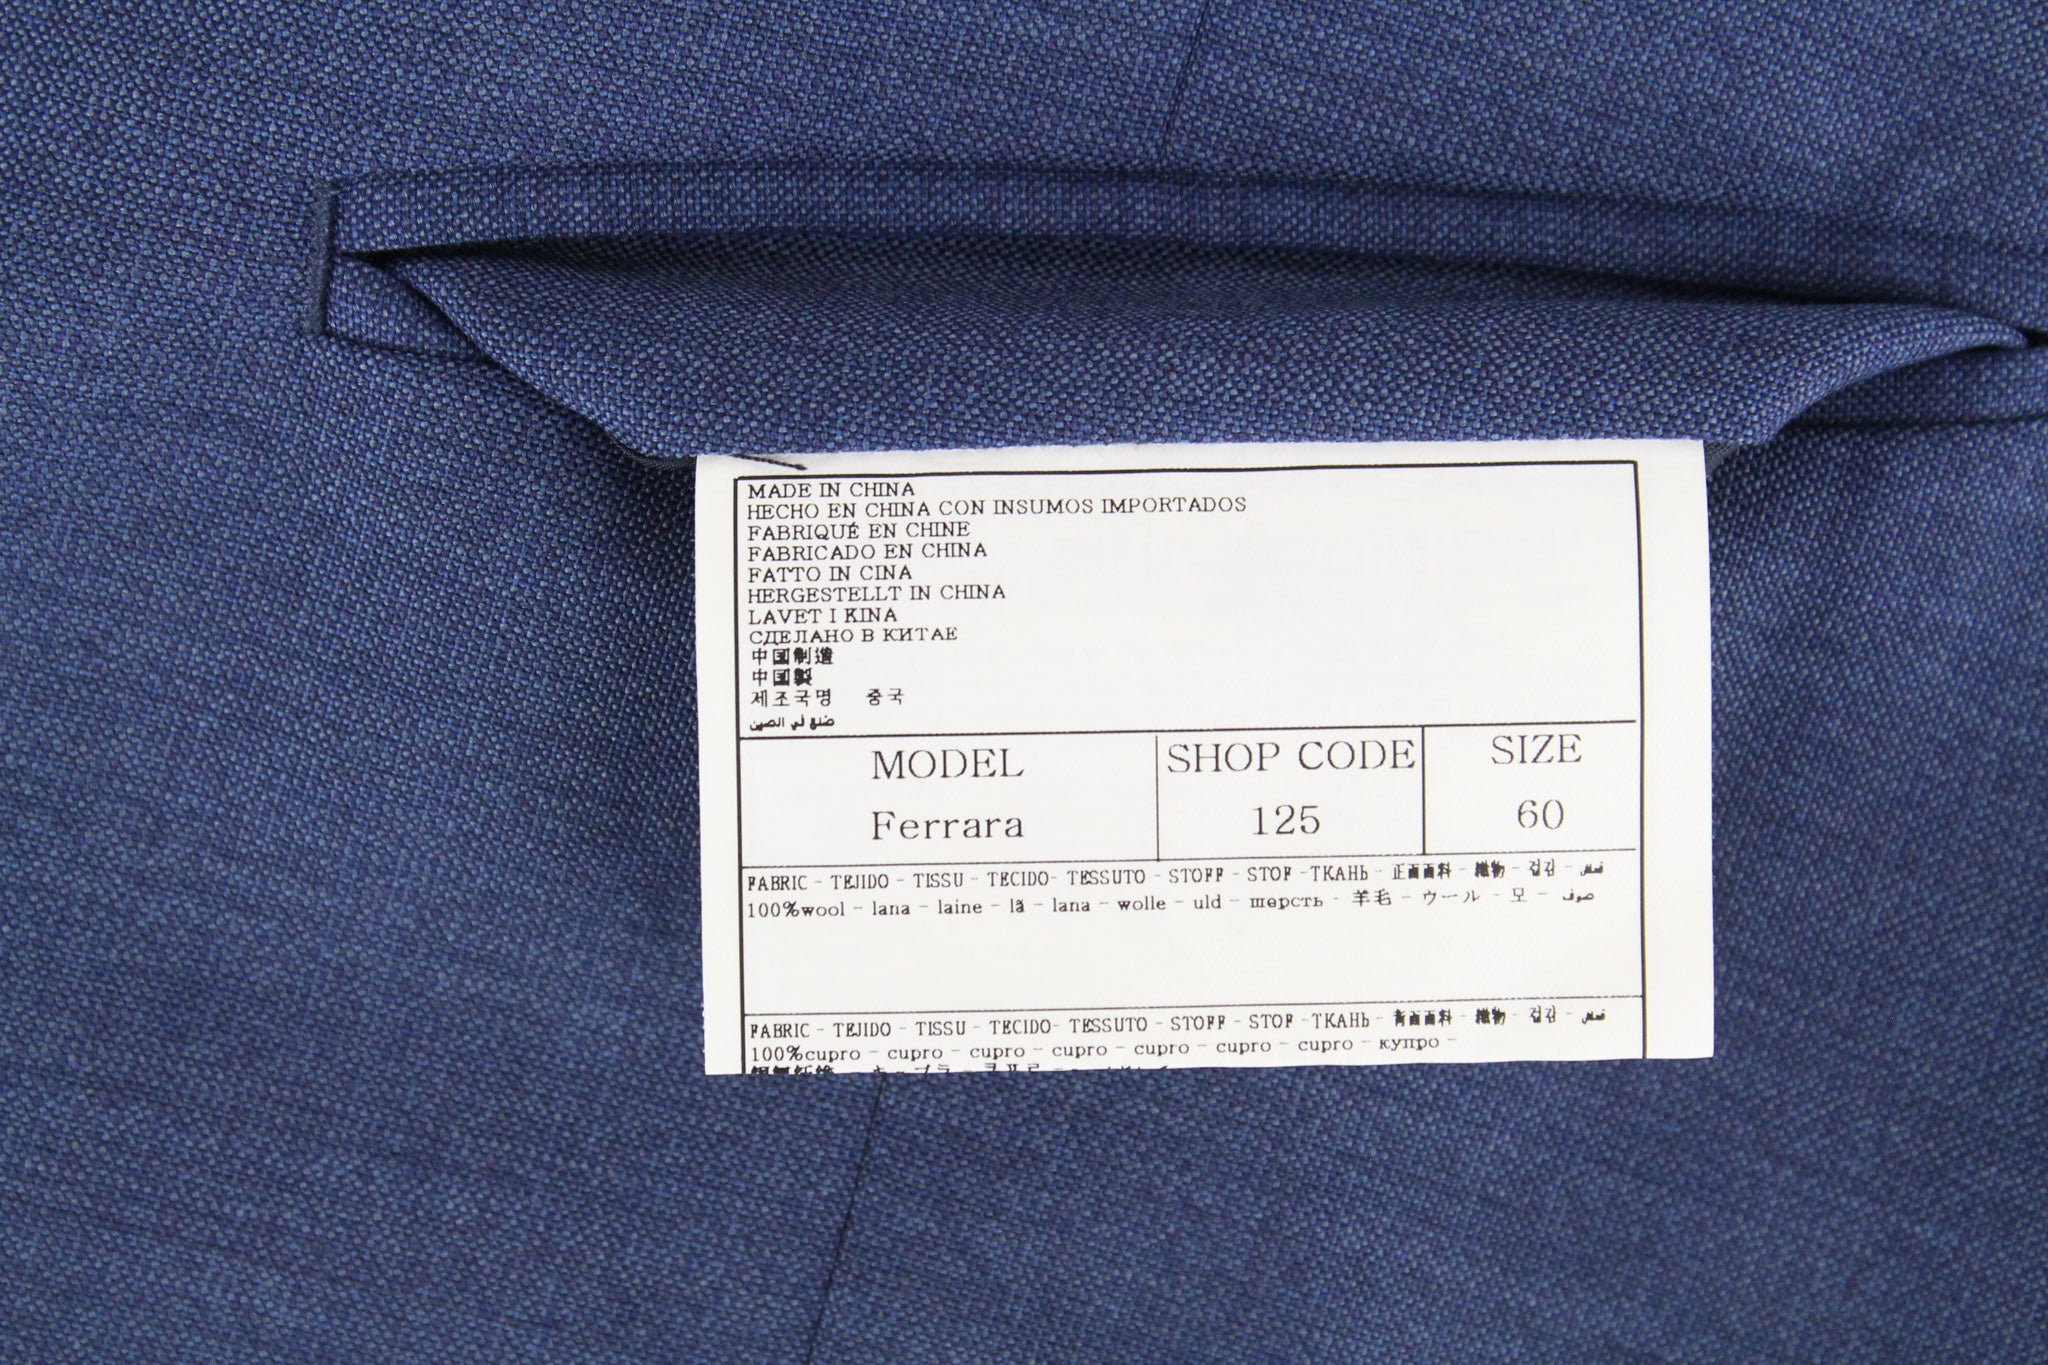 MADE IN CHINA
HECHO EN CHINA CON INSUMOS IMPORTADOS
FABRIQUÉ EN CHINE
FABRICADO EN CHINA
FATTO IN CINA
HERGESTELLT IN CHINA
LAVET I KINA
СДЕЛАНО В КИТАЕ
中国制造
中国製
제조국명 중국
صنع في الصين
MODEL SHOP CODE SIZE
Ferrara 125 60
FABRIC - TEJIDO - TISSU - TECIDO- TESSUTO - STOFF - STOF -ТКАНЬ - 正面面料 - 織物 - 겉감 -
100%wool - lana - laine - lã - lana - wolle - uld - шерсть - 羊毛 - ウール - 모 - صوف
FABRIC - TEJIDO - TISSU - TECIDO- TESSUTO - STOFF - STOF -ТКАНЬ - 面面料 - 織物 - 겉감 -
100%cupro - cupro - cupro - cupro - cupro - cupro - cupro - купро -